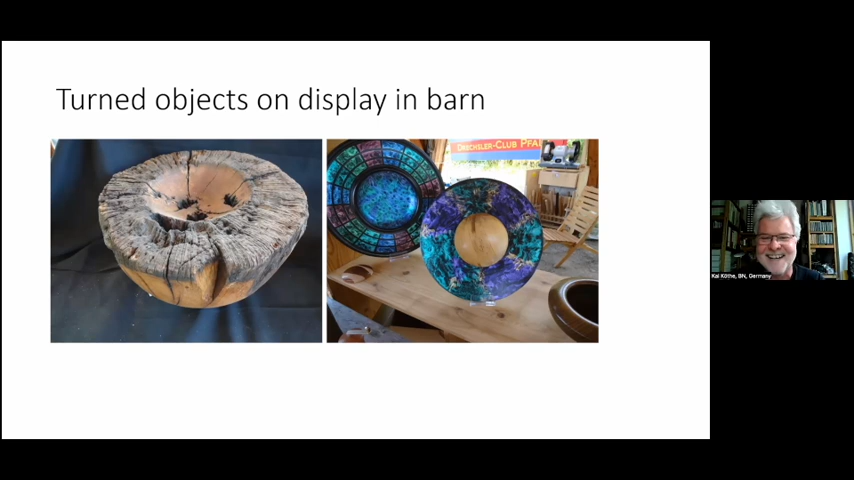 Turned objects on display in barn
DRECHSLER-CLUB PFA
Kai Köthe, BN, Germany